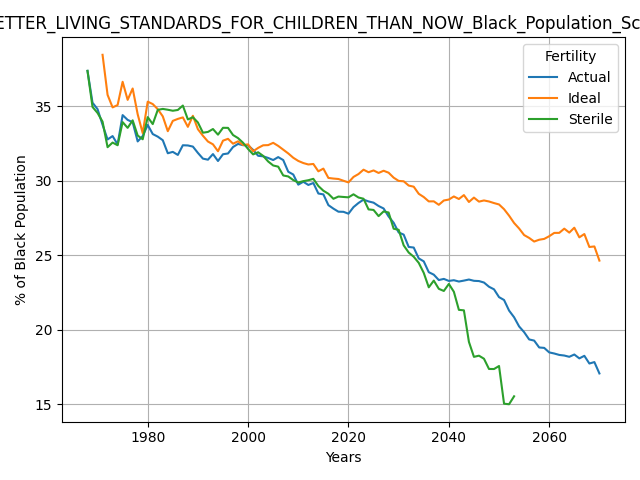 ETTER_LIVING_STANDARDS_FOR_CHILDREN_THAN_NOW_Black_Population_Sc
Fertility
Actual
Ideal
Sterile
% of Black Population
35
30
25
20
15
1980
2000
2020
2040
2060
Years